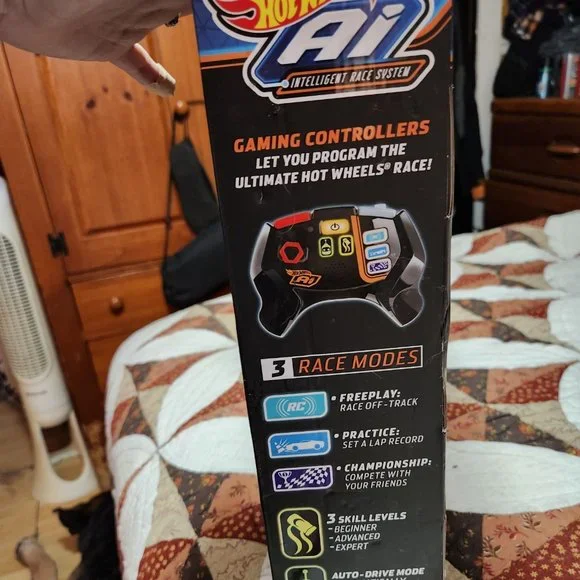 HOT
Ai
INTELLIGENT RACE SYSTEM
GAMING CONTROLLERS
LET YOU PROGRAM THE
ULTIMATE HOT WHEELS® RACE!
Ai
3 RACE MODES
RC
• FREEPLAY:
RACE OFF-TRACK
• PRACTICE:
SET A LAP RECORD
• CHAMPIONSHIP:
COMPETE WITH
YOUR FRIENDS
3 SKILL LEVELS
- BEGINNER
- ADVANCED
- EXPERT
AUTO-DRIVE MODE